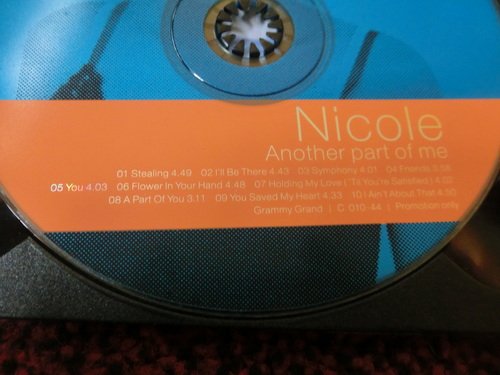 Nicole
Another part of me
01 Stealing 4.49 02 I'll Be There 4.43 03 Symphony 4.01 04 Friends 3.58
05 You 4.03 06 Flower In Your Hand 4.48 07 Holding My Love ('Til You're Satisfied) 4.02
08 A Part Of You 3.11 09 You Saved My Heart 4.33 10 I Ain't About That 4.50
Grammy Grand | C 010-44 | Promotion only